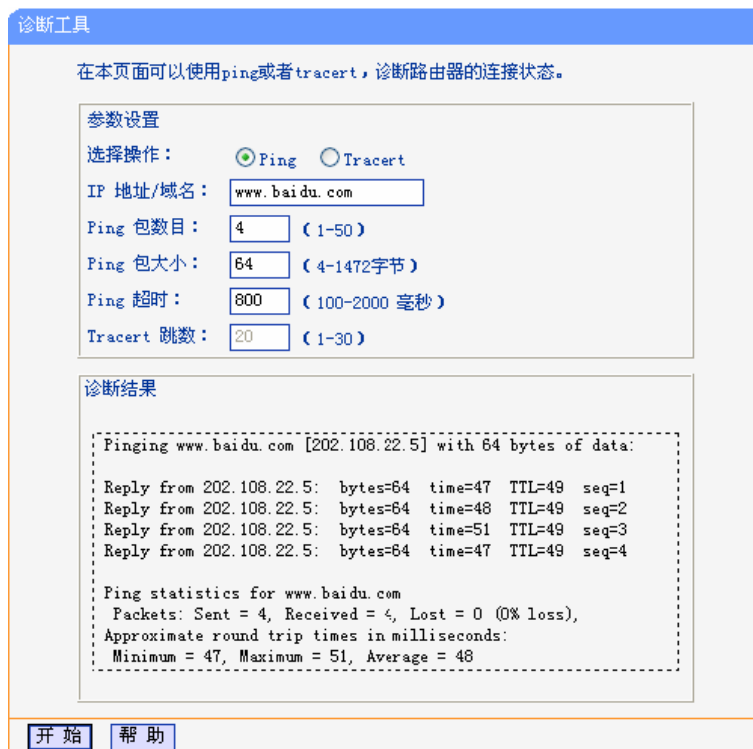 诊断工具
在本页面可以使用ping或者tracert，诊断路由器的连接状态。
参数设置
选择操作： Ping Tracert
IP 地址/域名： www.baidu.com
Ping 包数目： 4 （1-50）
Ping 包大小： 64 （4-1472字节）
Ping 超时： 800 （100-2000 毫秒）
Tracert 跳数： 20 （1-30）
诊断结果
Pinging www.baidu.com [202.108.22.5] with 64 bytes of data:
Reply from 202.108.22.5: bytes=64 time=47 TTL=49 seq=1
Reply from 202.108.22.5: bytes=64 time=48 TTL=49 seq=2
Reply from 202.108.22.5: bytes=64 time=51 TTL=49 seq=3
Reply from 202.108.22.5: bytes=64 time=47 TTL=49 seq=4
Ping statistics for www.baidu.com
Packets: Sent = 4, Received = 4, Lost = 0 (0% loss),
Approximate round trip times in milliseconds:
Minimum = 47, Maximum = 51, Average = 48
开 始 帮 助